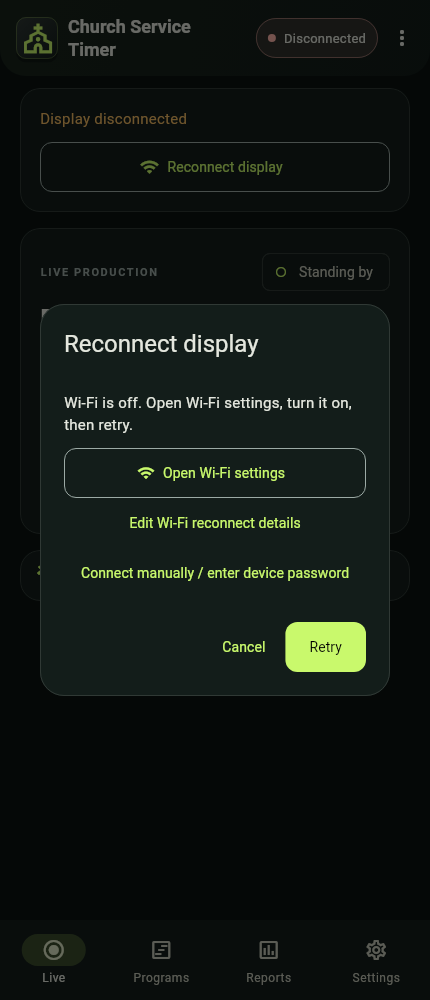 Church Service
Timer
Disconnected
Display disconnected
Reconnect display
LIVE PRODUCTION
Standing by
Reconnect display
Wi-Fi is off. Open Wi-Fi settings, turn it on,
then retry.
Open Wi-Fi settings
Edit Wi-Fi reconnect details
Connect manually / enter device password
Cancel
Retry
Live
Programs
Reports
Settings